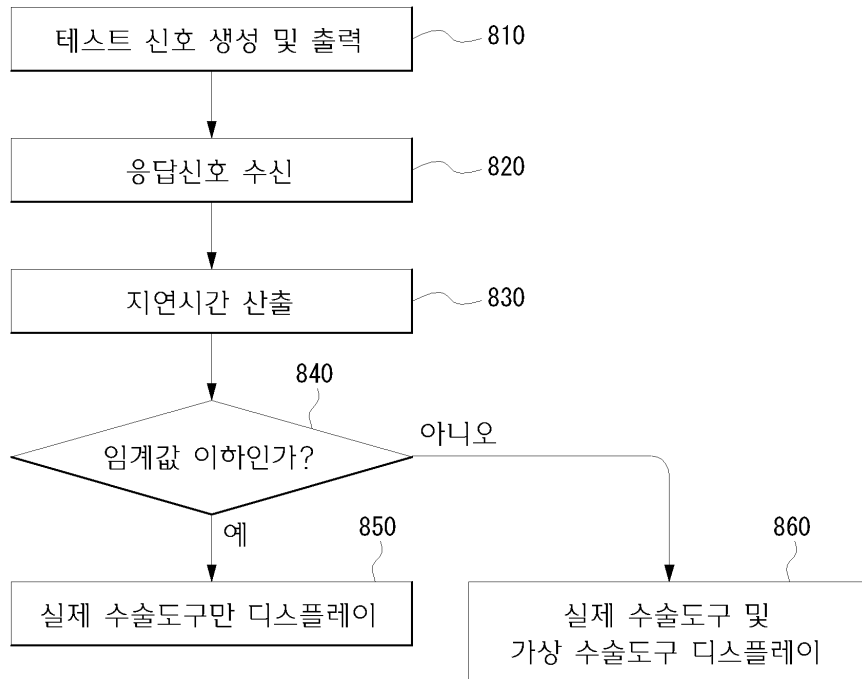 테스트 신호 생성 및 출력
810
응답신호 수신
820
지연시간 산출
830
840
임계값 이하인가?
아니오
예
850
860
실제 수술도구만 디스플레이
실제 수술도구 및
가상 수술도구 디스플레이